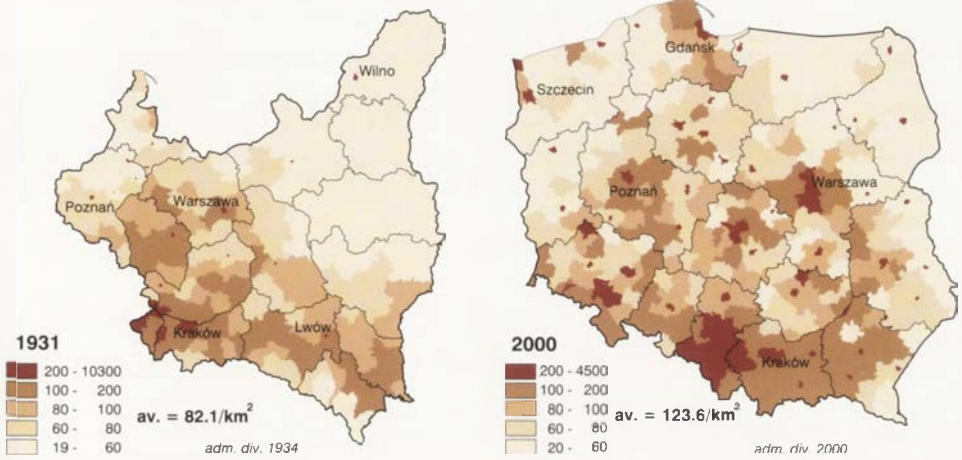 Wilno
Poznań
Warszawa
Kraków
Lwów
1931
200 - 10300
100 - 200
80 - 100
60 - 80
19 - 60
av. = 82.1/km²
adm. div. 1934
Gdańsk
Szczecin
Poznań
Warszawa
Kraków
2000
200 - 4500
100 - 200
80 - 100
60 - 80
20 - 60
av. = 123.6/km²
adm. div. 2000